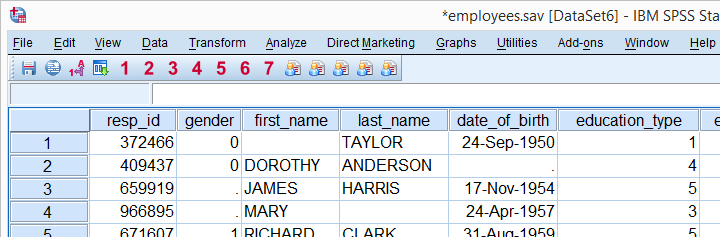 *employees.sav [DataSet6] - IBM SPSS Sta
File Edit View Data Transform Analyze Direct Marketing Graphs Utilities Add-ons Window Help
1 2 3 4 5 6 7
resp_id gender first_name last_name date_of_birth education_type e
1 372466 0 TAYLOR 24-Sep-1950 1
2 409437 0 DOROTHY ANDERSON . 4
3 659919 . JAMES HARRIS 17-Nov-1954 5
4 966895 . MARY 24-Apr-1957 3
5 671607 1 RICHARD CLARK 31-Aug-1959 5